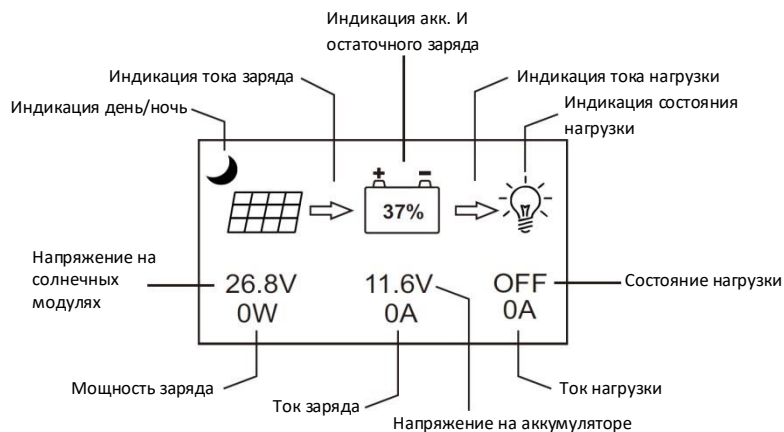 Индикация акк. И
остаточного заряда
Индикация тока заряда
Индикация тока нагрузки
Индикация день/ночь
Индикация состояния
нагрузки
+ −
37%
Напряжение на
солнечных
модулях
26.8V 11.6V OFF
0W 0A 0A
Состояние нагрузки
Мощность заряда
Ток заряда
Напряжение на аккумуляторе
Ток нагрузки